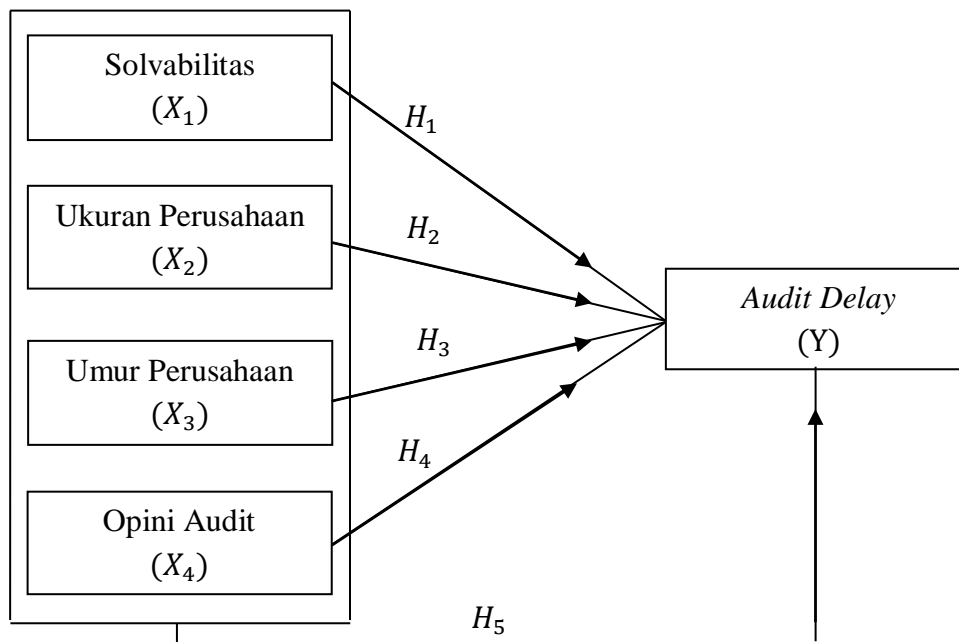 Solvabilitas
(𝑋₁)
𝐻₁
Ukuran Perusahaan
(𝑋₂)
𝐻₂
Umur Perusahaan
(𝑋₃)
𝐻₃
Opini Audit
(𝑋₄)
𝐻₄
Audit Delay
(Y)
𝐻₅